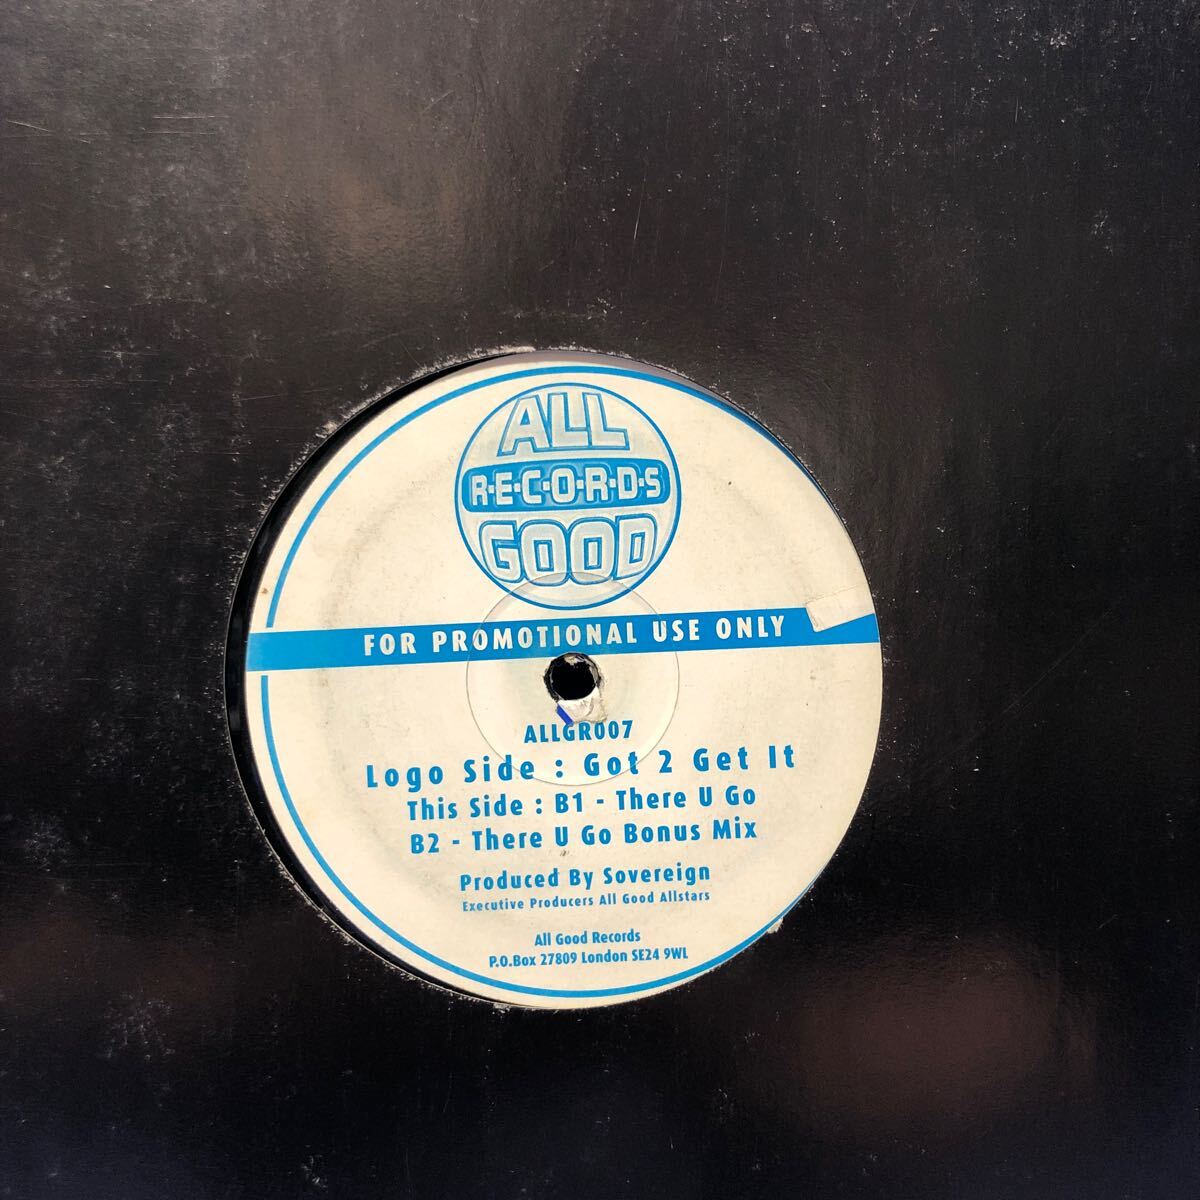 ALL
R·E·C·O·R·D·S
GOOD
FOR PROMOTIONAL USE ONLY
ALLGR007
Logo Side : Got 2 Get It
This Side : B1 - There U Go
B2 - There U Go Bonus Mix
Produced By Sovereign
Executive Producers All Good Allstars
All Good Records
P.O.Box 27809 London SE24 9WL